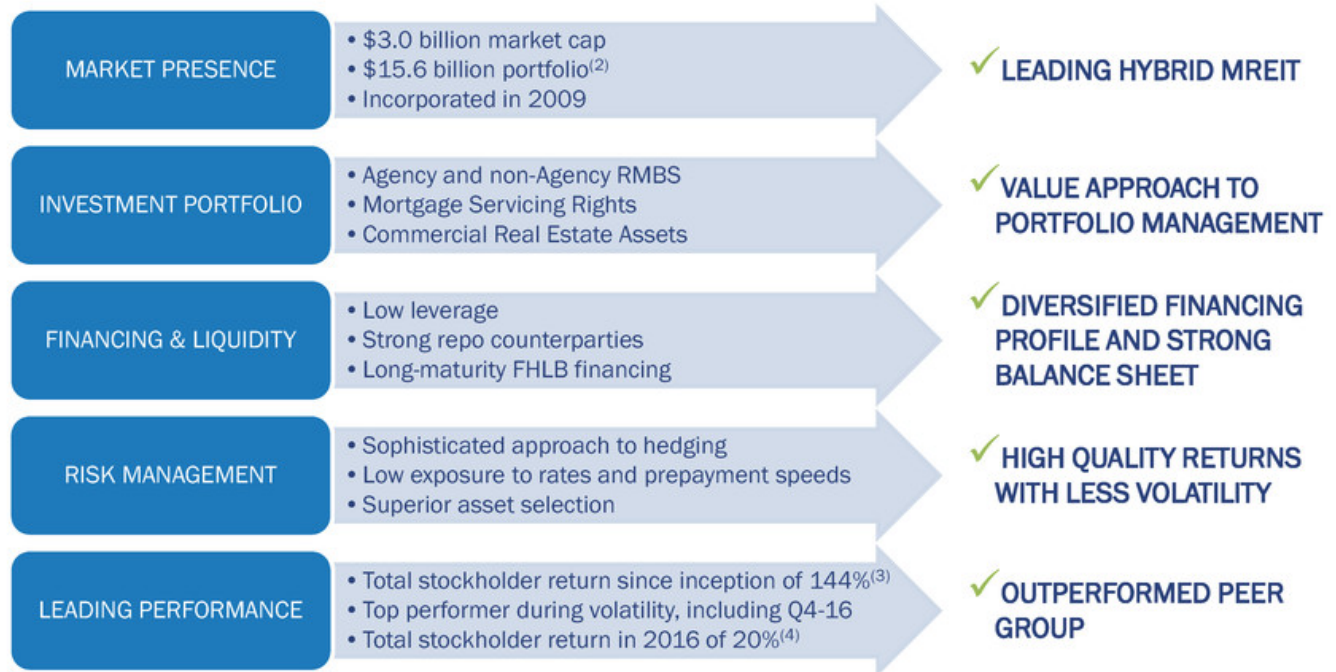 MARKET PRESENCE
• $3.0 billion market cap
• $15.6 billion portfolio(2)
• Incorporated in 2009
✓ LEADING HYBRID MREIT
INVESTMENT PORTFOLIO
• Agency and non-Agency RMBS
• Mortgage Servicing Rights
• Commercial Real Estate Assets
✓ VALUE APPROACH TO
PORTFOLIO MANAGEMENT
FINANCING & LIQUIDITY
• Low leverage
• Strong repo counterparties
• Long-maturity FHLB financing
✓ DIVERSIFIED FINANCING
PROFILE AND STRONG
BALANCE SHEET
RISK MANAGEMENT
• Sophisticated approach to hedging
• Low exposure to rates and prepayment speeds
• Superior asset selection
✓ HIGH QUALITY RETURNS
WITH LESS VOLATILITY
LEADING PERFORMANCE
• Total stockholder return since inception of 144%(3)
• Top performer during volatility, including Q4-16
• Total stockholder return in 2016 of 20%(4)
✓ OUTPERFORMED PEER
GROUP